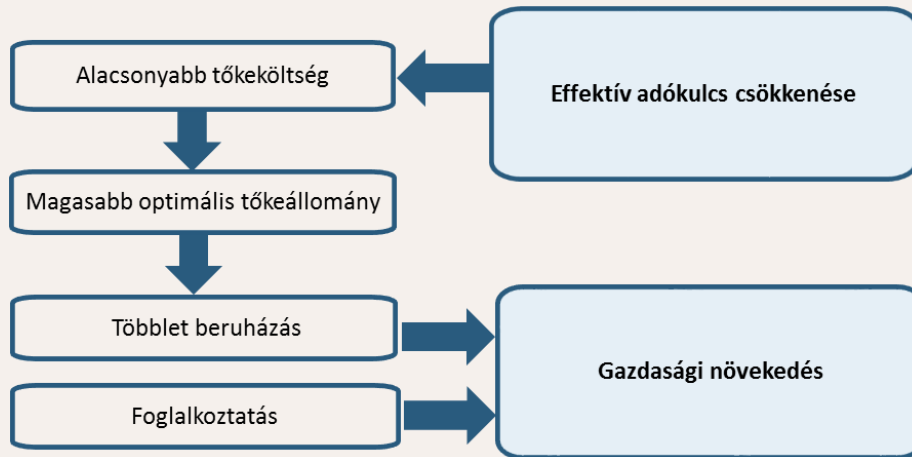 Alacsonyabb tőkeköltség
Effektív adókulcs csökkenése
Magasabb optimális tőkeállomány
Többlet beruházás
Foglalkoztatás
Gazdasági növekedés